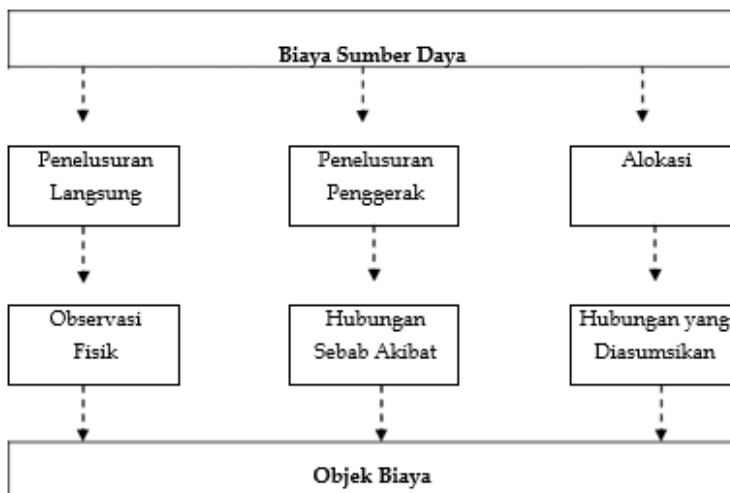 Biaya Sumber Daya
Penelusuran
Langsung
Penelusuran
Penggerak
Alokasi
Observasi
Fisik
Hubungan
Sebab Akibat
Hubungan yang
Diasumsikan
Objek Biaya